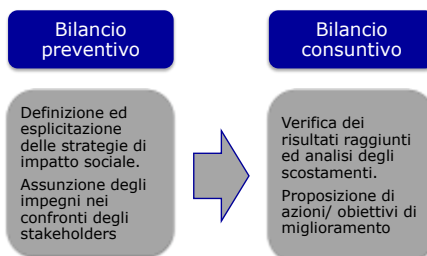 Bilancio
preventivo
Bilancio
consuntivo
Definizione ed
esplicitazione
delle strategie di
impatto sociale.
Assunzione degli
impegni nei
confronti degli
stakeholders
Verifica dei
risultati raggiunti
ed analisi degli
scostamenti.
Proposizione di
azioni/ obiettivi di
miglioramento